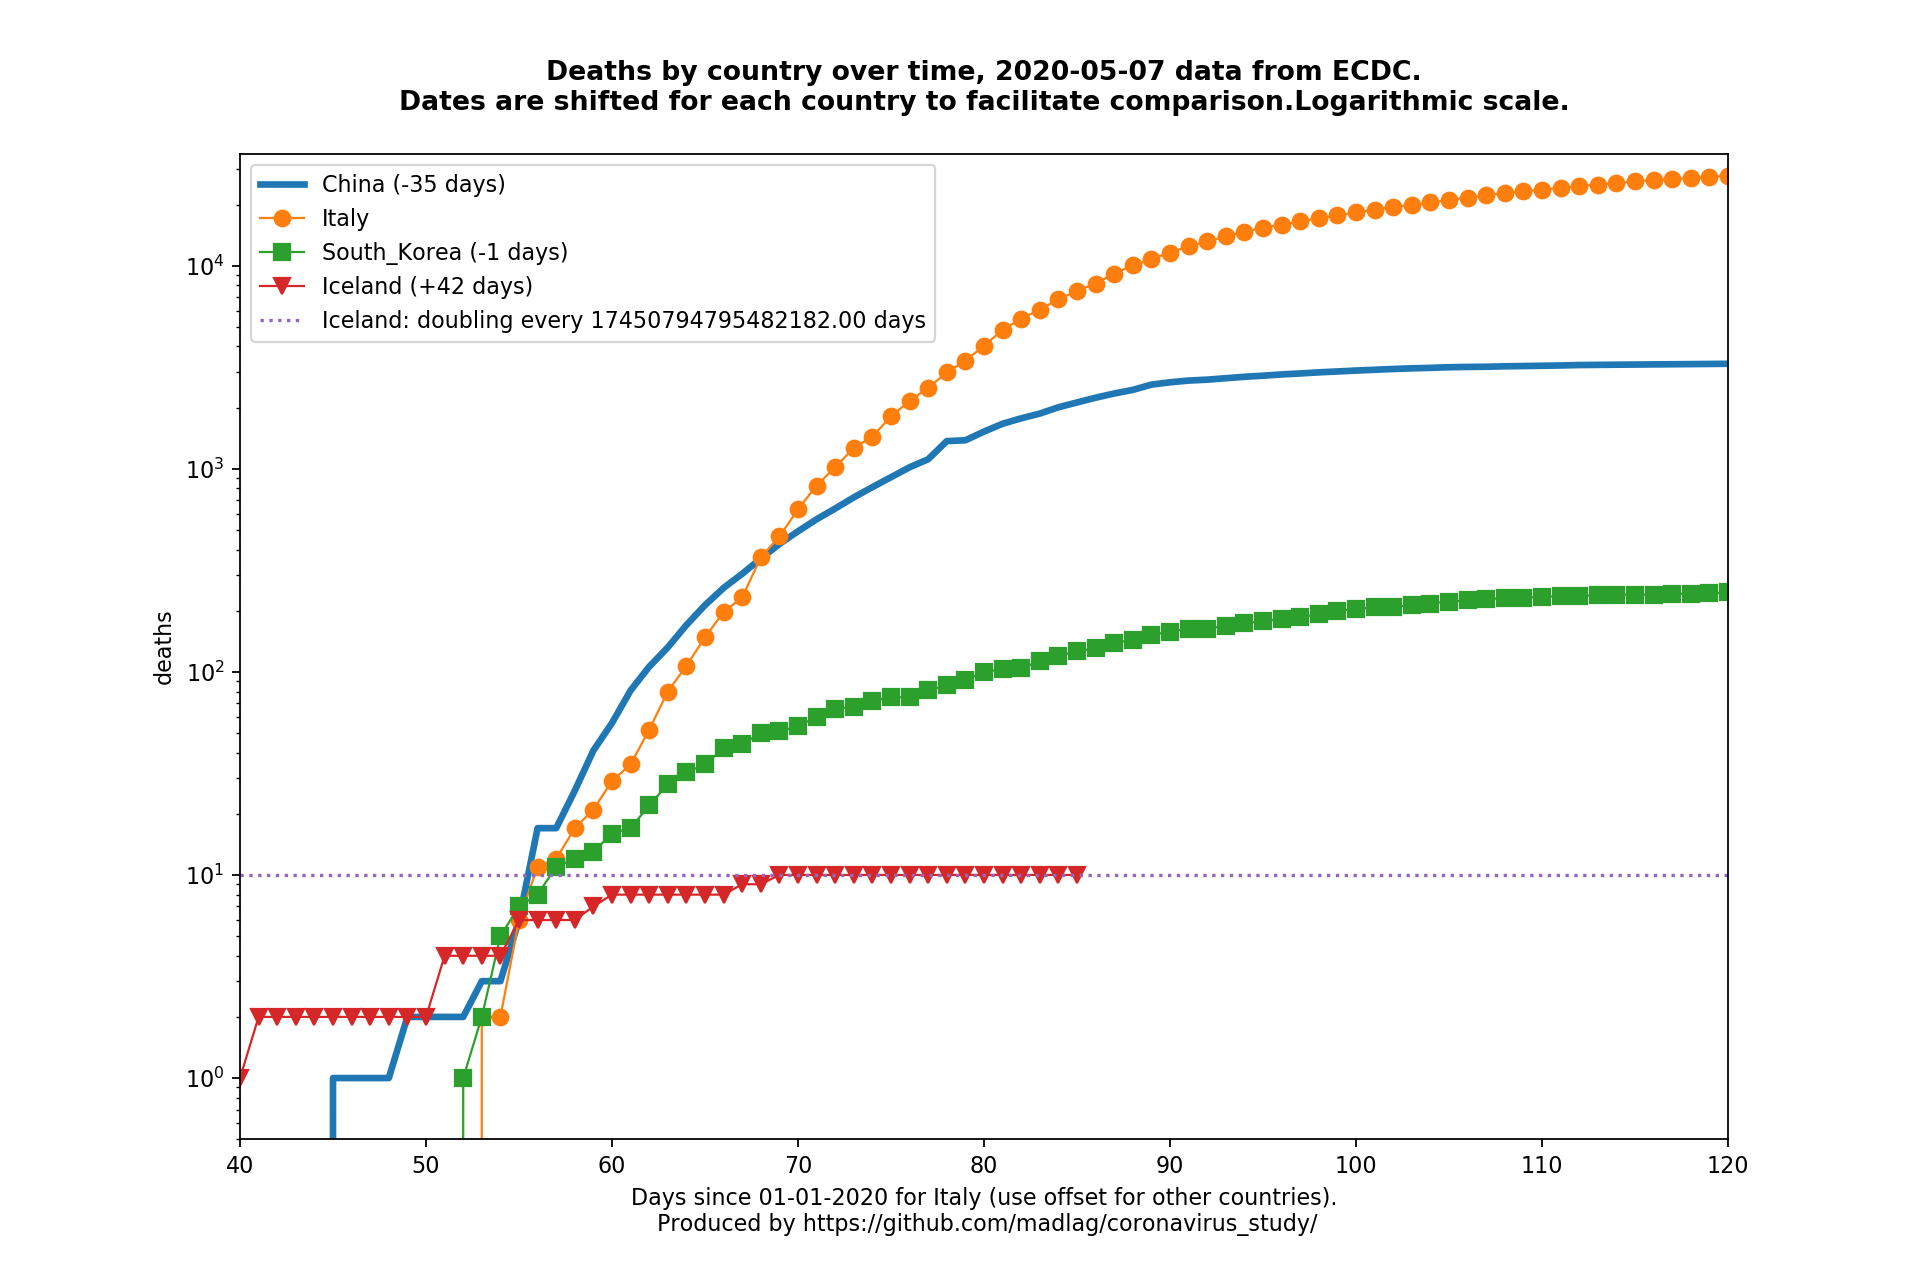 Deaths by country over time, 2020-05-07 data from ECDC.
Dates are shifted for each country to facilitate comparison.Logarithmic scale.
China (-35 days)
Italy
South_Korea (-1 days)
Iceland (+42 days)
Iceland: doubling every 17450794795482182.00 days
deaths
10⁴
10³
10²
10¹
10⁰
40 50 60 70 80 90 100 110 120
Days since 01-01-2020 for Italy (use offset for other countries).
Produced by https://github.com/madlag/coronavirus_study/